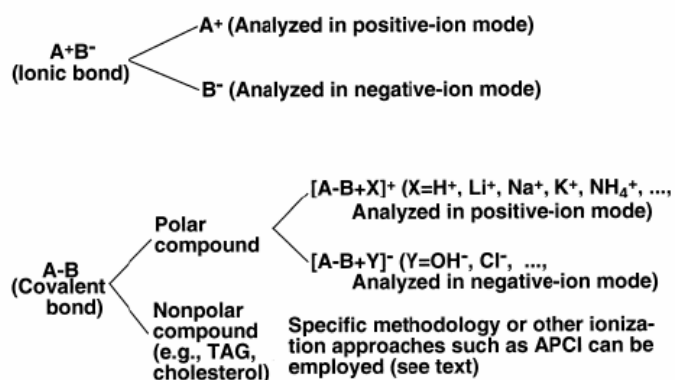 A⁺ (Analyzed in positive-ion mode)
A⁺B⁻
(Ionic bond)
B⁻ (Analyzed in negative-ion mode)
[A-B+X]⁺ (X=H⁺, Li⁺, Na⁺, K⁺, NH₄⁺, ...,
Analyzed in positive-ion mode)
Polar
compound
[A-B+Y]⁻ (Y=OH⁻, Cl⁻, ...,
Analyzed in negative-ion mode)
A-B
(Covalent
bond)
Nonpolar
compound
(e.g., TAG,
cholesterol)
Specific methodology or other ioniza-
tion approaches such as APCI can be
employed (see text)